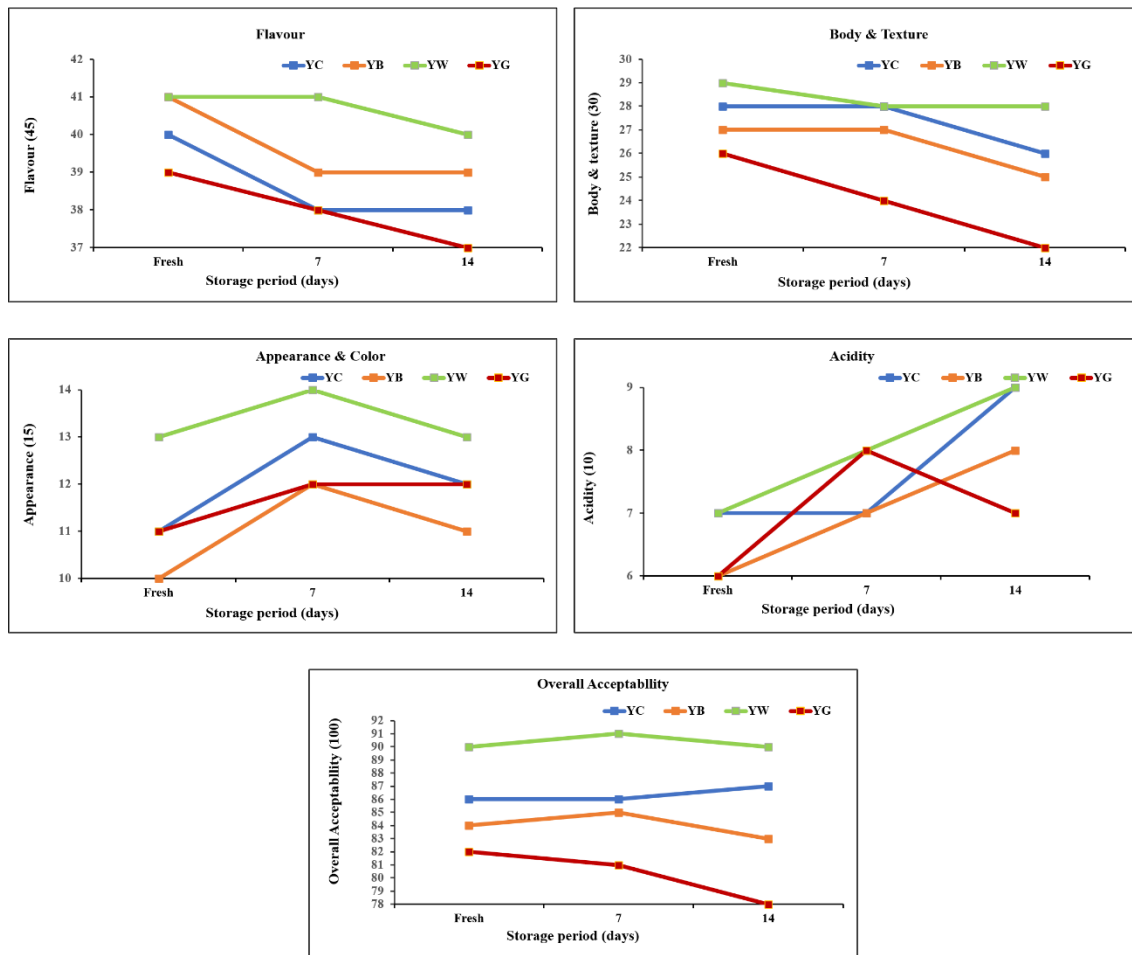 Flavour
YC YB YW YG
Flavour (45)
42
41
40
39
38
37
Fresh 7 14
Storage period (days)
Body & Texture
YC YB YW YG
Body & texture (30)
30
29
28
27
26
25
24
23
22
Fresh 7 14
Storage period (days)
Appearance & Color
YC YB YW YG
Appearance (15)
14
13
12
11
10
Fresh 7 14
Storage period (days)
Acidity
YC YB YW YG
Acidity (10)
9
8
7
6
Fresh 7 14
Storage period (days)
Overall Acceptabllity
YC YB YW YG
Overall Acceptabllity (100)
92
91
90
89
88
87
86
85
84
83
82
81
80
79
78
Fresh 7 14
Storage period (days)